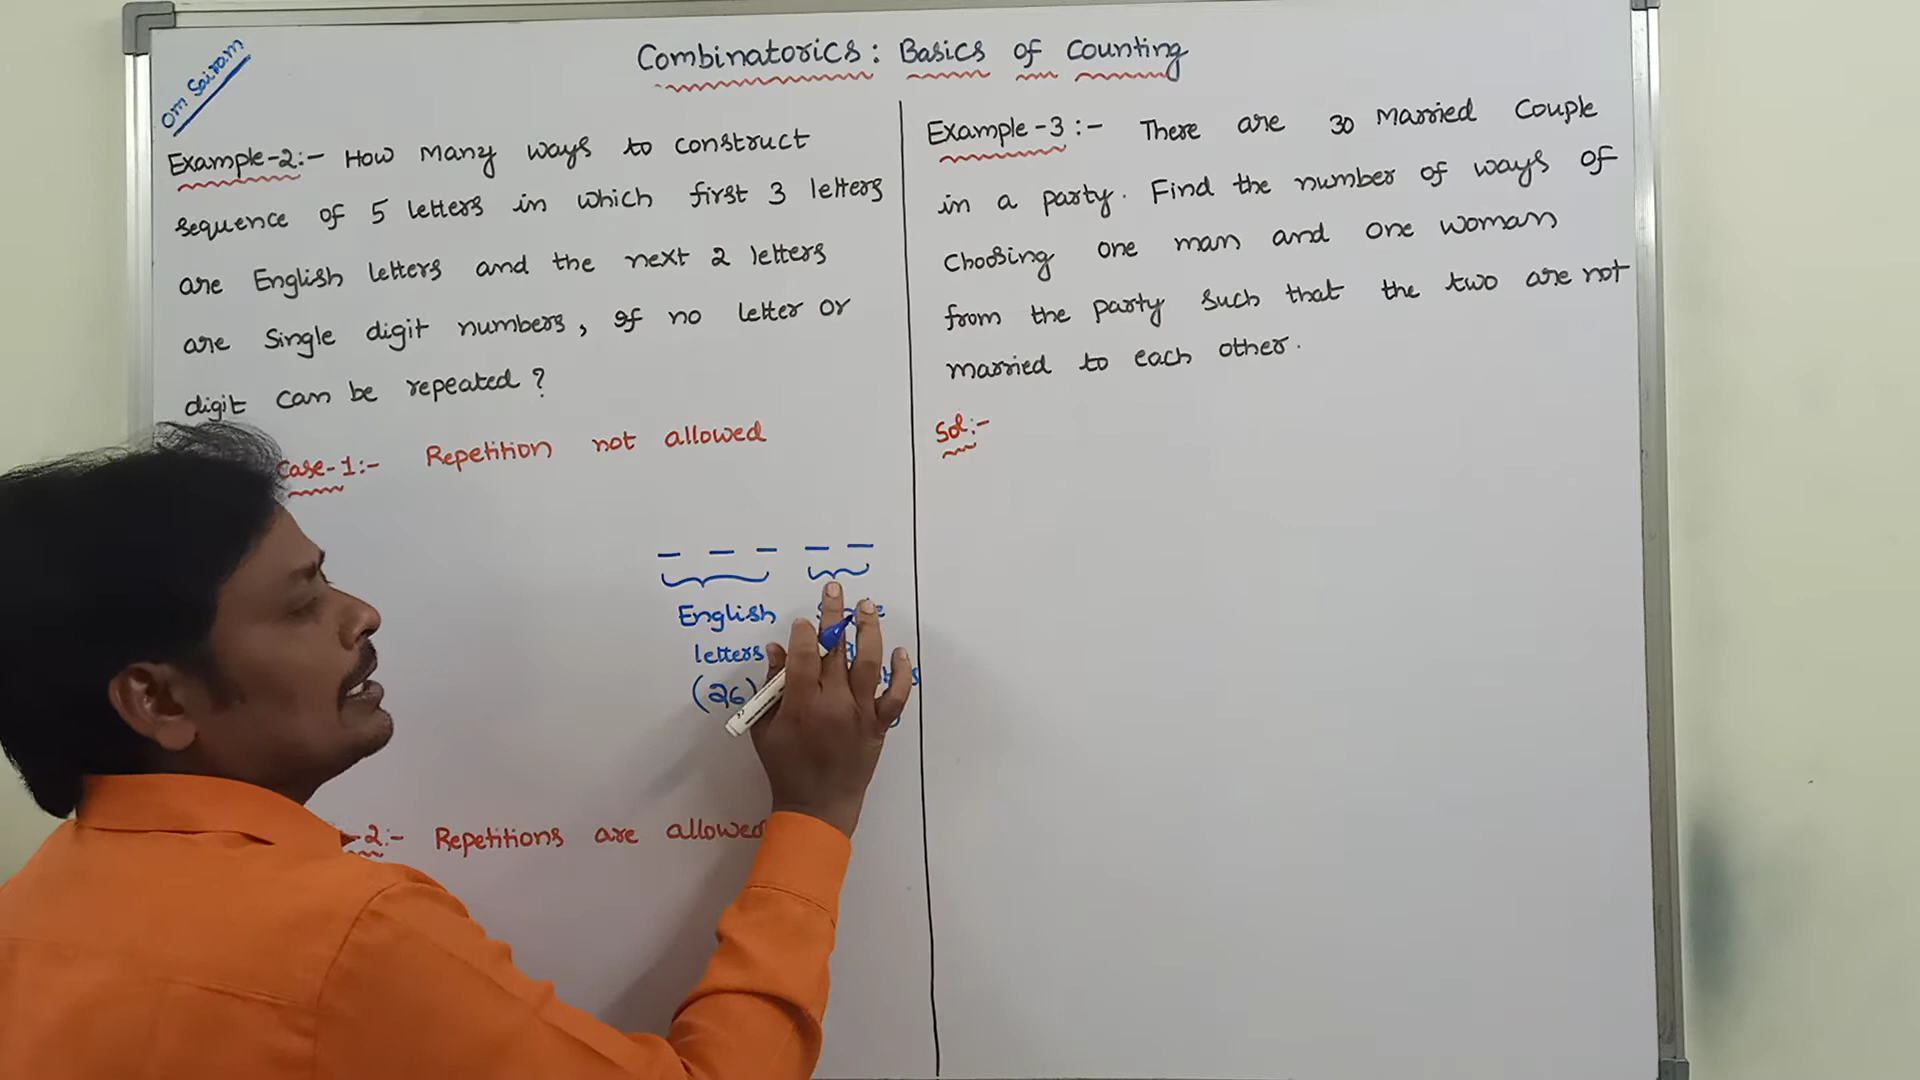 Om Sairam
Combinatorics: Basics of Counting
Example-2:- How Many ways to construct
sequence of 5 letters in which first 3 letters
are English letters and the next 2 letters
are Single digit numbers, If no letter or
digit can be repeated?
Case-1:- Repetition not allowed
English
letters
(26)
-2:- Repetitions are allowed
Example-3:- There are 30 Married Couple
in a party. Find the number of ways of
Choosing one man and one woman
from the party such that the two are not
married to each other.
Sol:-